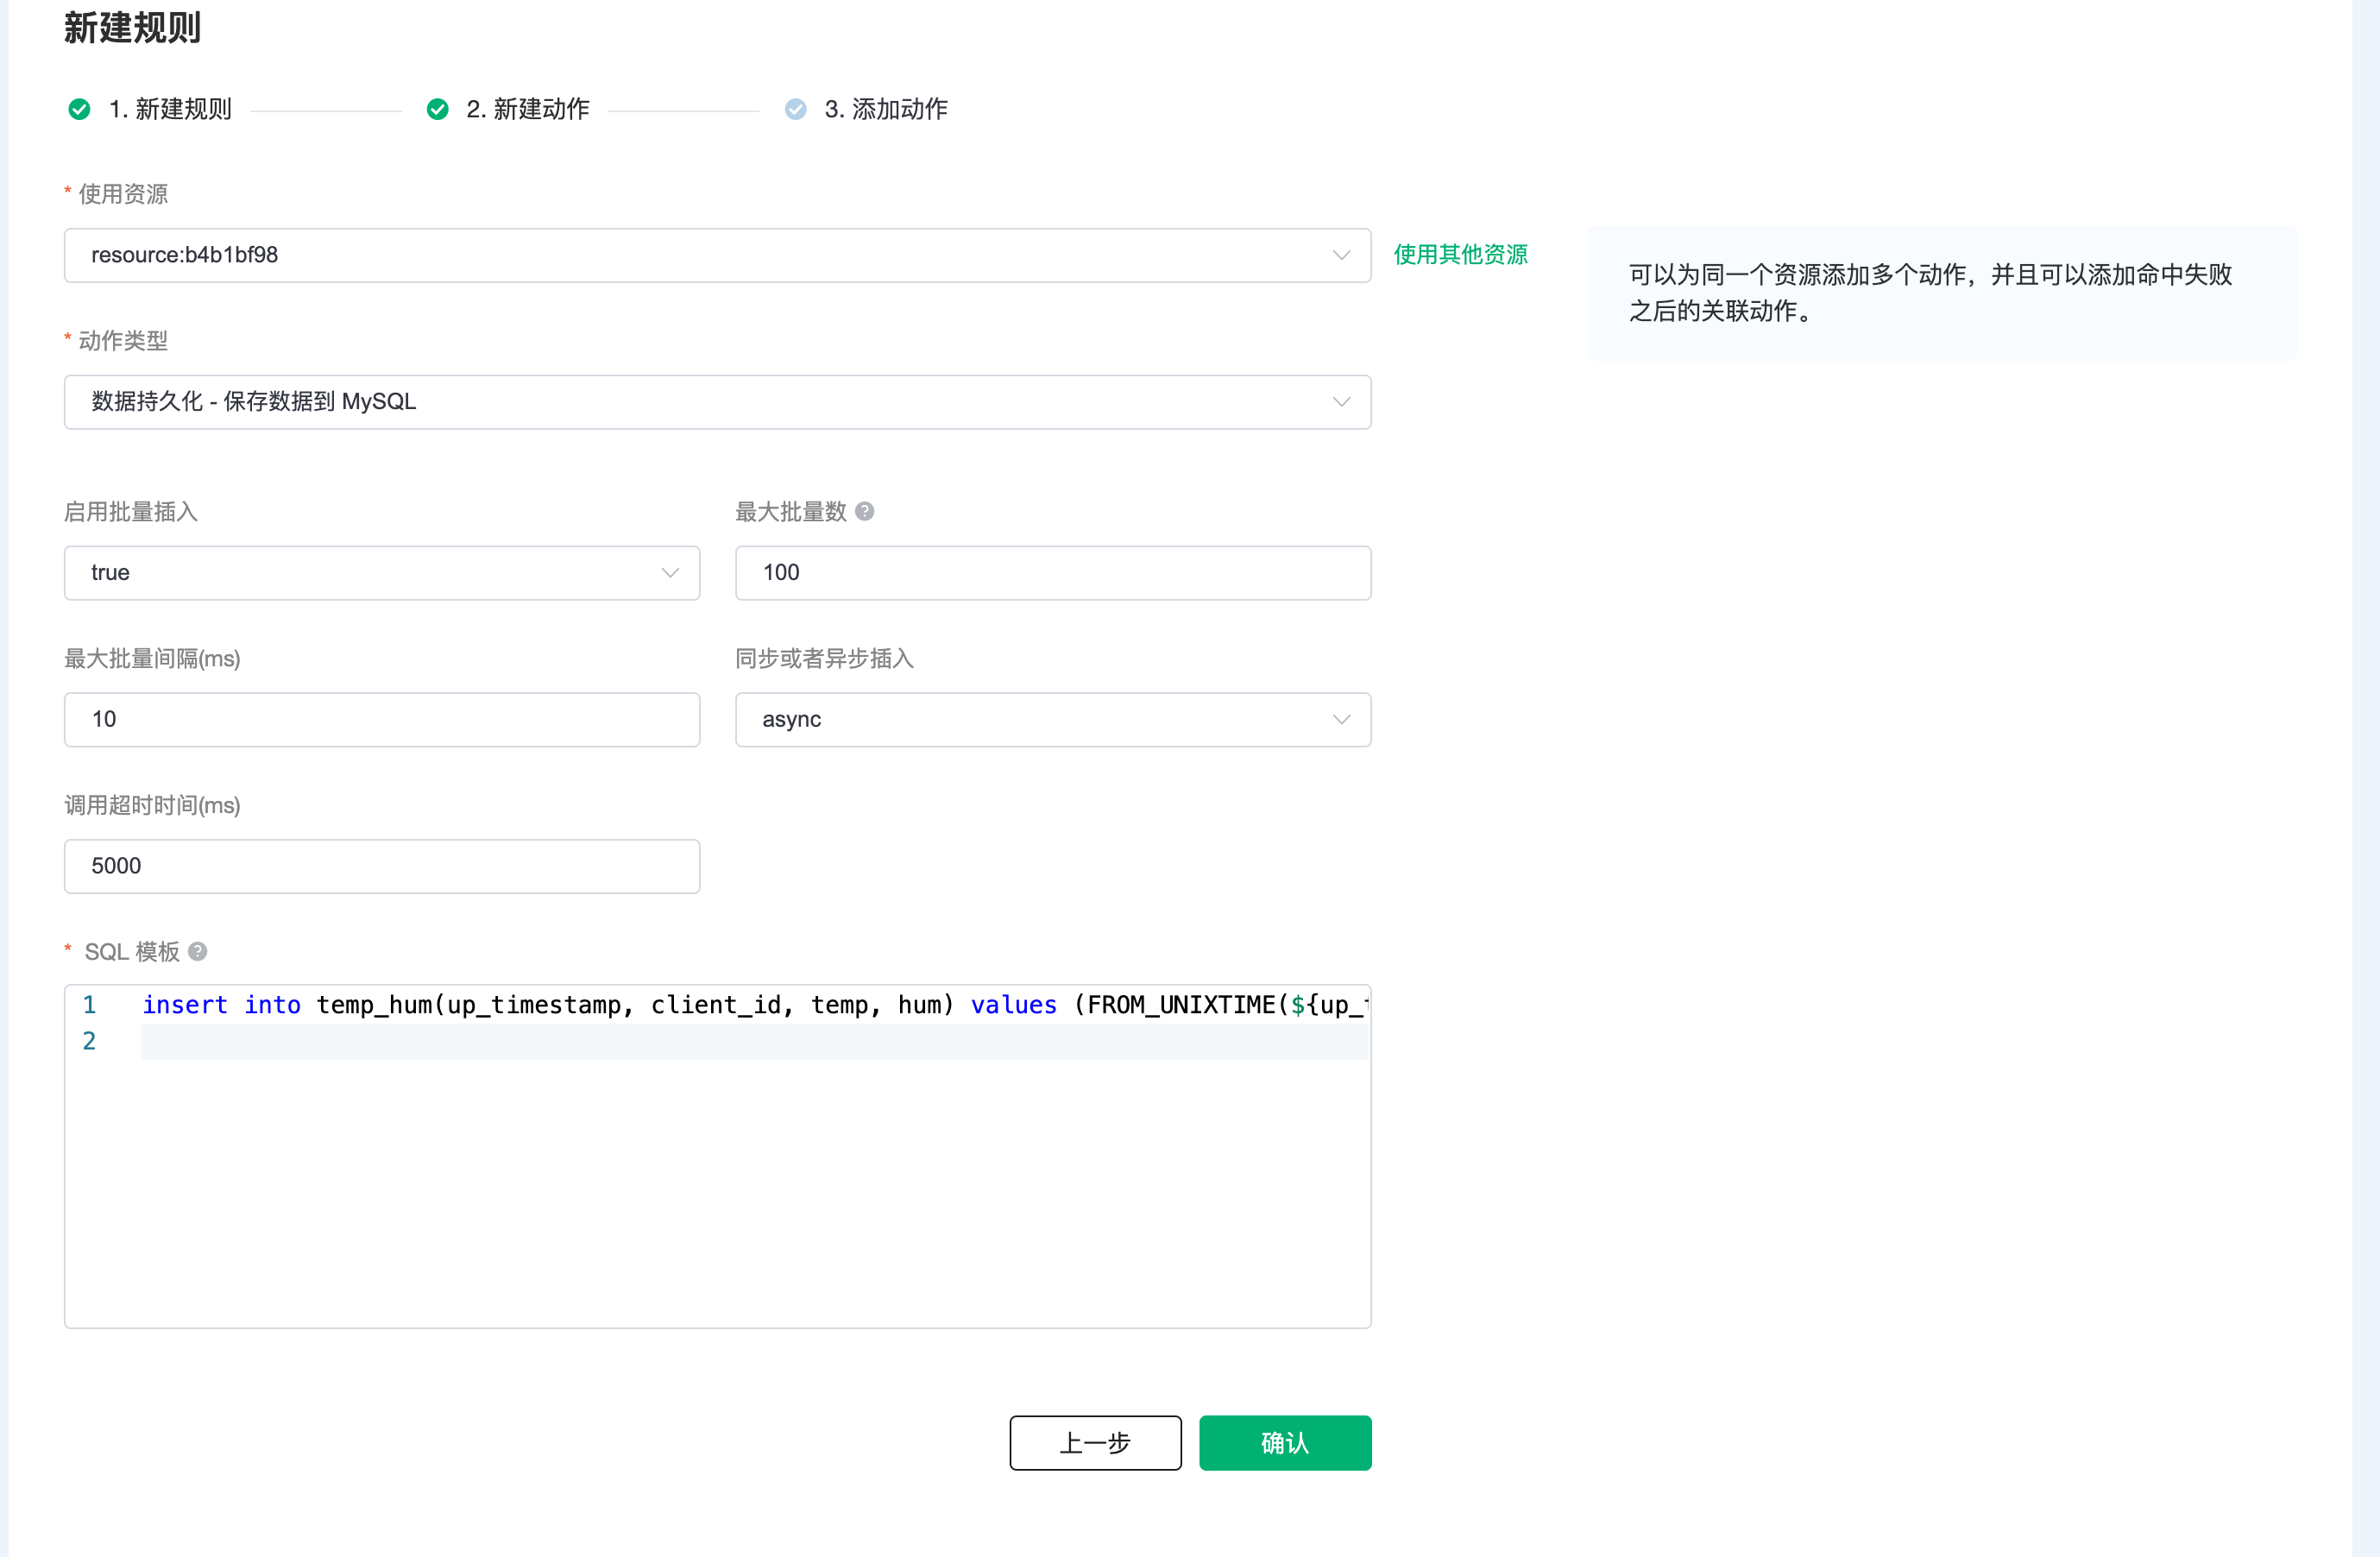 新建规则
1. 新建规则
2. 新建动作
3. 添加动作
* 使用资源
resource:b4b1bf98
使用其他资源
可以为同一个资源添加多个动作，并且可以添加命中失败
之后的关联动作。
* 动作类型
数据持久化 - 保存数据到 MySQL
启用批量插入
最大批量数 ?
true
100
最大批量间隔(ms)
同步或者异步插入
10
async
调用超时时间(ms)
5000
* SQL 模板 ?
1 insert into temp_hum(up_timestamp, client_id, temp, hum) values (FROM_UNIXTIME(${up_
2
上一步
确认